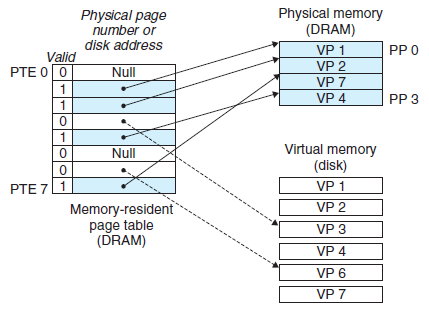 Physical page
number or
disk address
Valid
PTE 0 0 Null
1
1
0
1
0 Null
0
PTE 7 1
Memory-resident
page table
(DRAM)
Physical memory
(DRAM)
VP 1 PP 0
VP 2
VP 7
VP 4 PP 3
Virtual memory
(disk)
VP 1
VP 2
VP 3
VP 4
VP 6
VP 7